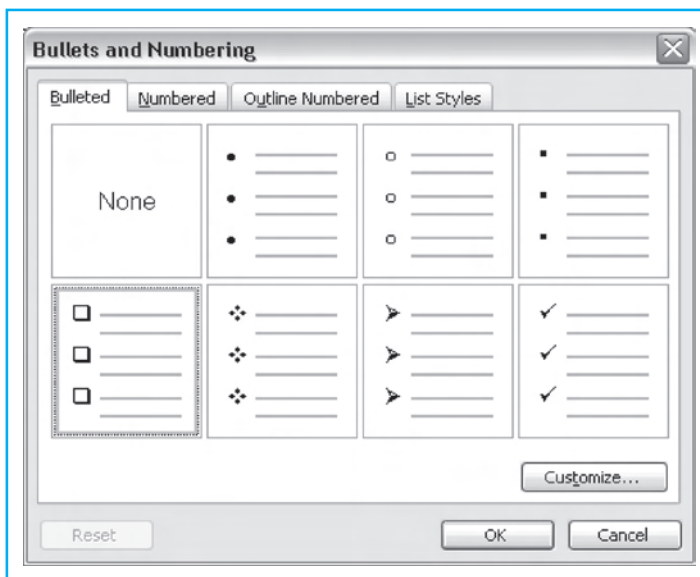 Bullets and Numbering
Bulleted Numbered Outline Numbered List Styles
None
Customize...
Reset OK Cancel